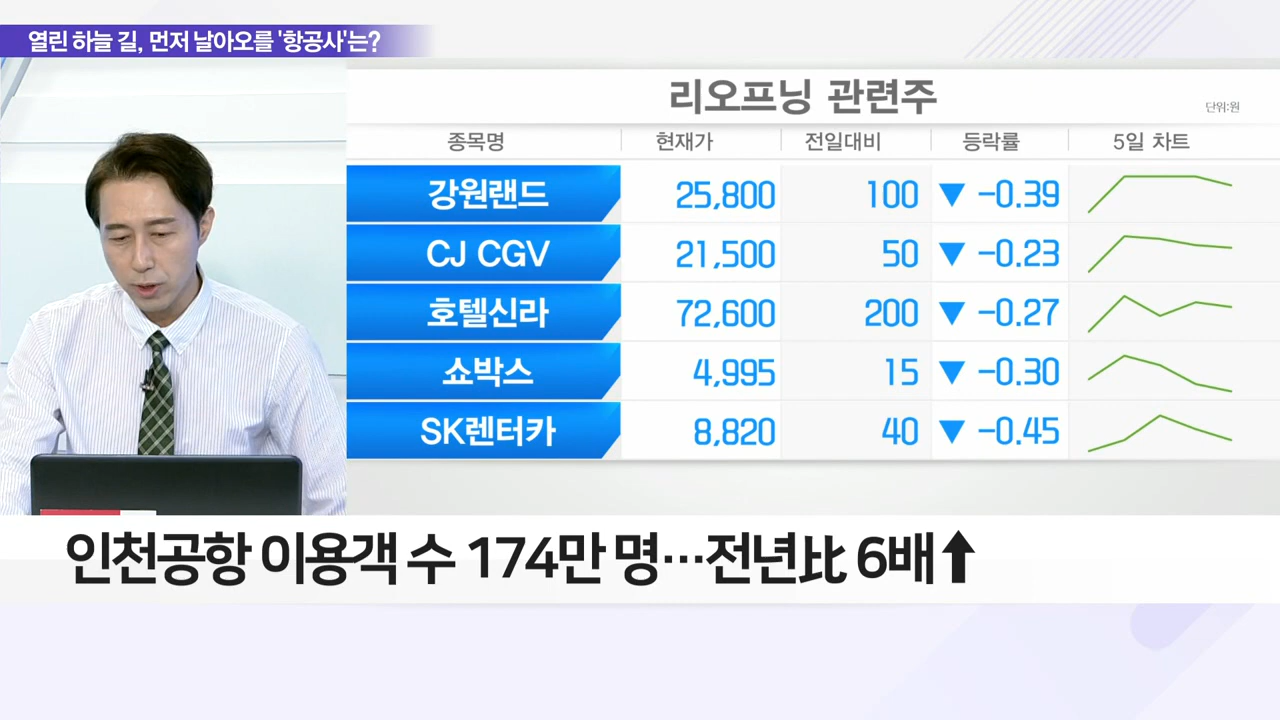 열린 하늘 길, 먼저 날아오를 '항공사'는?
리오프닝 관련주
단위:원
종목명 현재가 전일대비 등락률 5일 차트
강원랜드 25,800 100 ▼ -0.39
CJ CGV 21,500 50 ▼ -0.23
호텔신라 72,600 200 ▼ -0.27
쇼박스 4,995 15 ▼ -0.30
SK렌터카 8,820 40 ▼ -0.45
인천공항 이용객 수 174만 명…전년比 6배↑